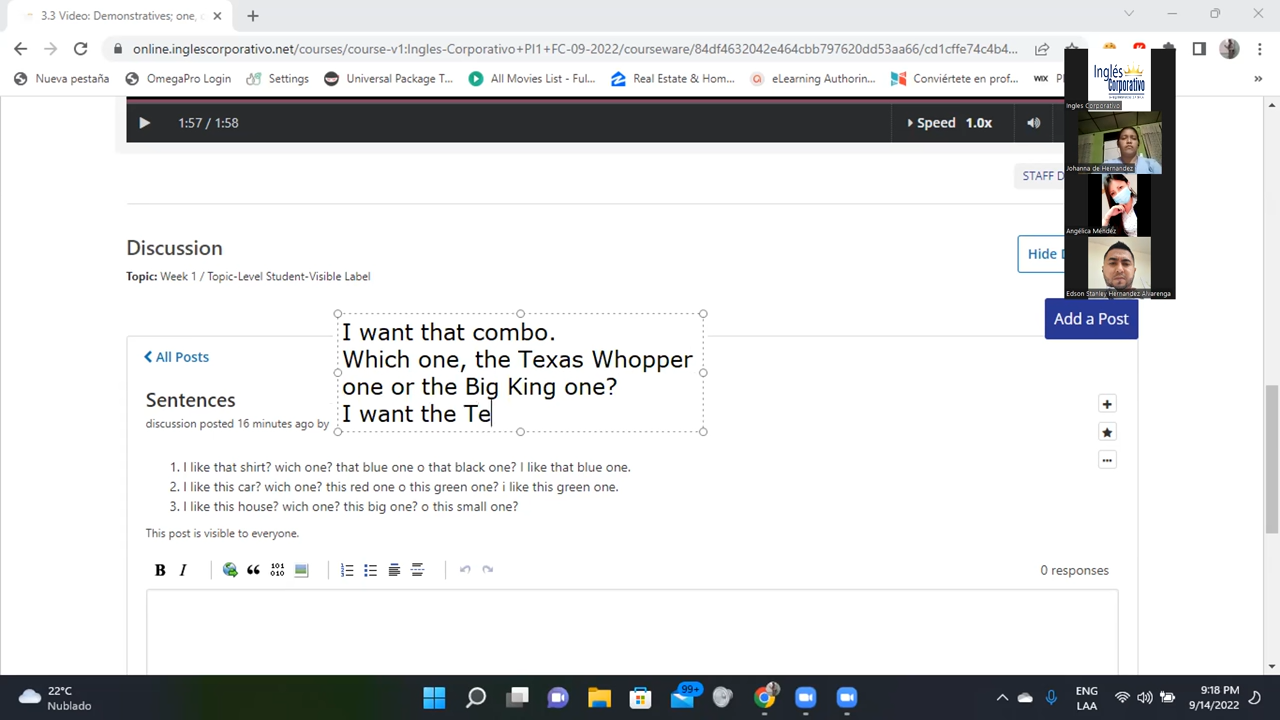 3.3 Video: Demonstratives; one, o
online.inglescorporativo.net/courses/course-v1:Ingles-Corporativo+PI1+FC-09-2022/courseware/84df4632042e464cbb797620dd53aa66/cd1cffe74c4b4...
Nueva pestaña
OmegaPro Login
Settings
Universal Package T...
All Movies List - Ful...
Real Estate & Hom...
eLearning Authorin...
Conviértete en prof...
WIX
»
Inglés
Corporativo
Ingles Corporativo
Johanna de Hernandez
Angélica Méndez
Edson Stanley Hernandez Alvarenga
1:57 / 1:58
Speed 1.0x
STAFF D
Discussion
Topic: Week 1 / Topic-Level Student-Visible Label
Hide D
Add a Post
I want that combo.
Which one, the Texas Whopper
one or the Big King one?
I want the Te
All Posts
Sentences
discussion posted 16 minutes ago by
1. I like that shirt? wich one? that blue one o that black one? I like that blue one.
2. I like this car? wich one? this red one o this green one? i like this green one.
3. I like this house? wich one? this big one? o this small one?
This post is visible to everyone.
B I
101
010
0 responses
22°C
Nublado
99+
ENG
LAA
9:18 PM
9/14/2022